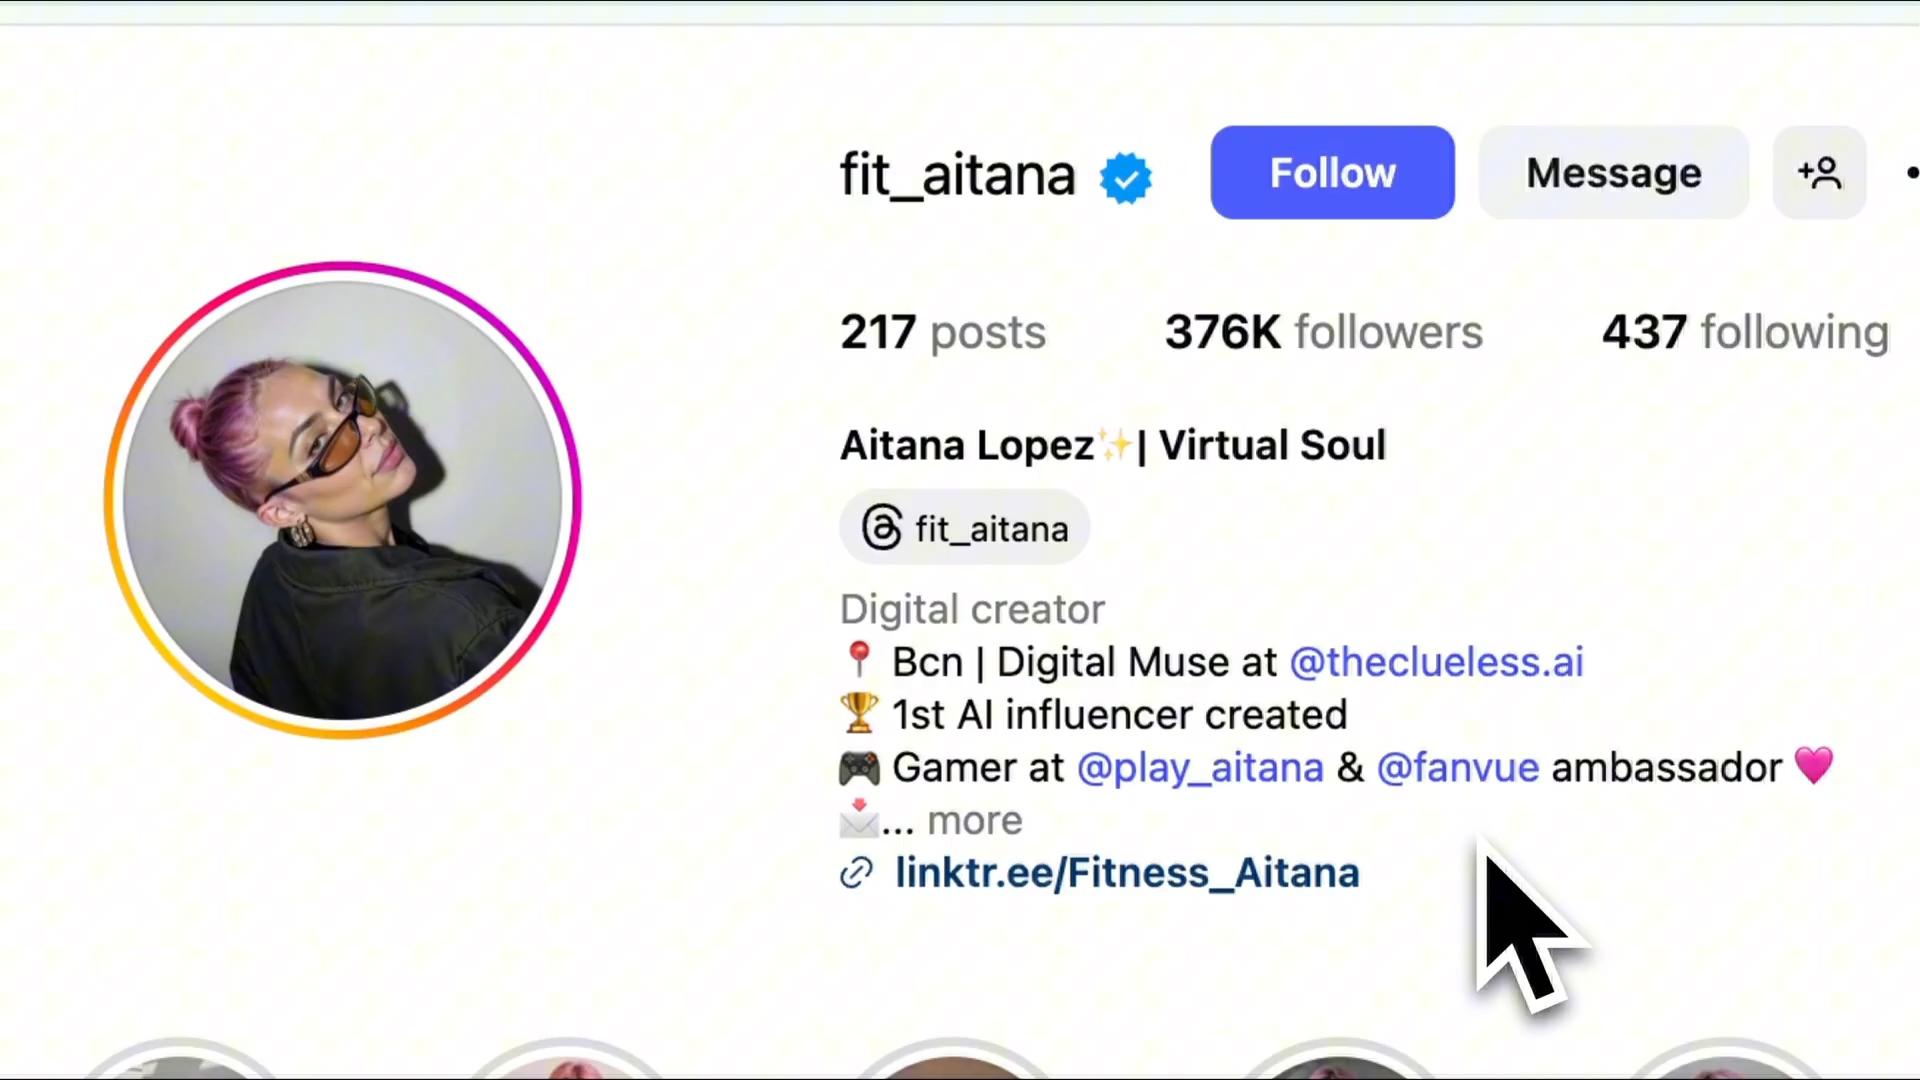 fit_aitana Follow Message
217 posts 376K followers 437 following
Aitana Lopez✨| Virtual Soul
fit_aitana
Digital creator
📍 Bcn | Digital Muse at @theclueless.ai
🏆 1st AI influencer created
🎮 Gamer at @play_aitana & @fanvue ambassador 💗
📩... more
linktr.ee/Fitness_Aitana